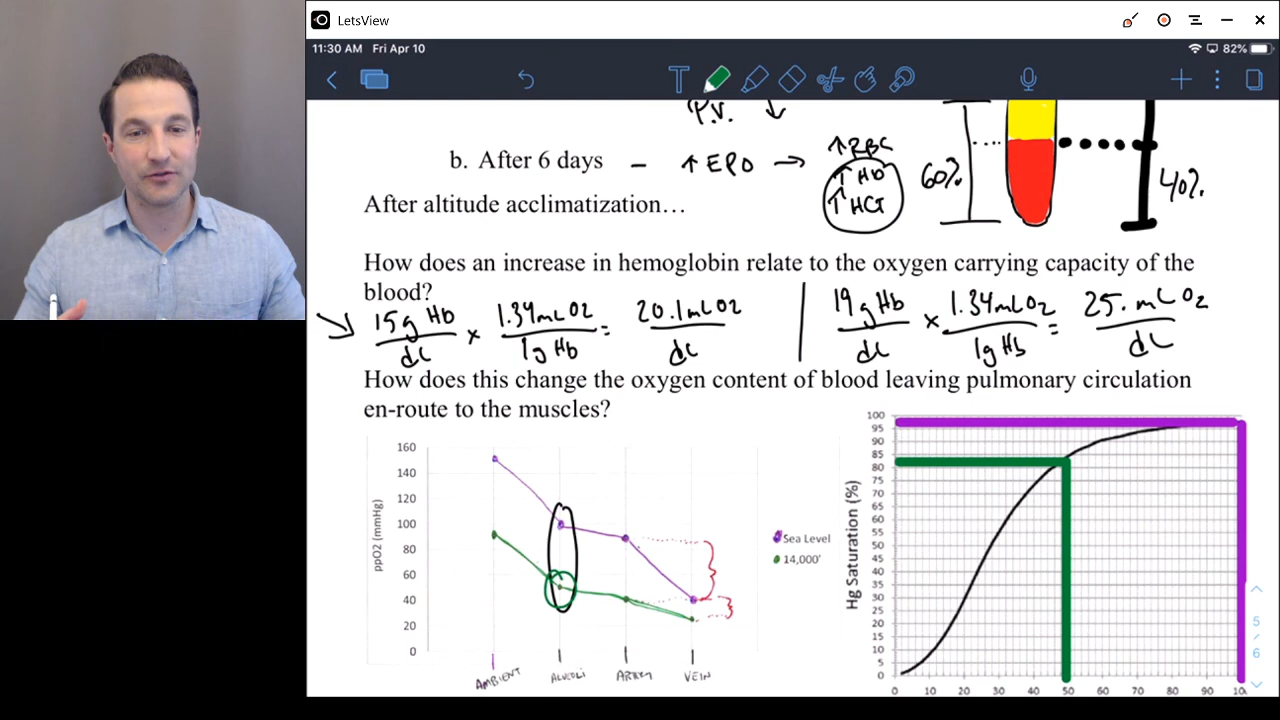 LetsView
11:30 AM Fri Apr 10
82%
T
P.V. ↓
b. After 6 days – ↑EPO → ↑RBC
↑Hb
↑HCT
60%
40%
After altitude acclimatization…
How does an increase in hemoglobin relate to the oxygen carrying capacity of the
blood?
15g Hb/dL × 1.34mL O2/1g Hb = 20.1mL O2/dL
19g Hb/dL × 1.34mL O2/1g Hb = 25. mL O2/dL
How does this change the oxygen content of blood leaving pulmonary circulation
en-route to the muscles?
ppO2 (mmHg)
160
140
120
100
80
60
40
20
0
AMBIENT ALVEOLI ARTERY VEIN
Sea Level
14,000'
Hg Saturation (%)
100
95
90
85
80
75
70
65
60
55
50
45
40
35
30
25
20
15
10
5
0
0 10 20 30 40 50 60 70 80 90 10
5
/
6